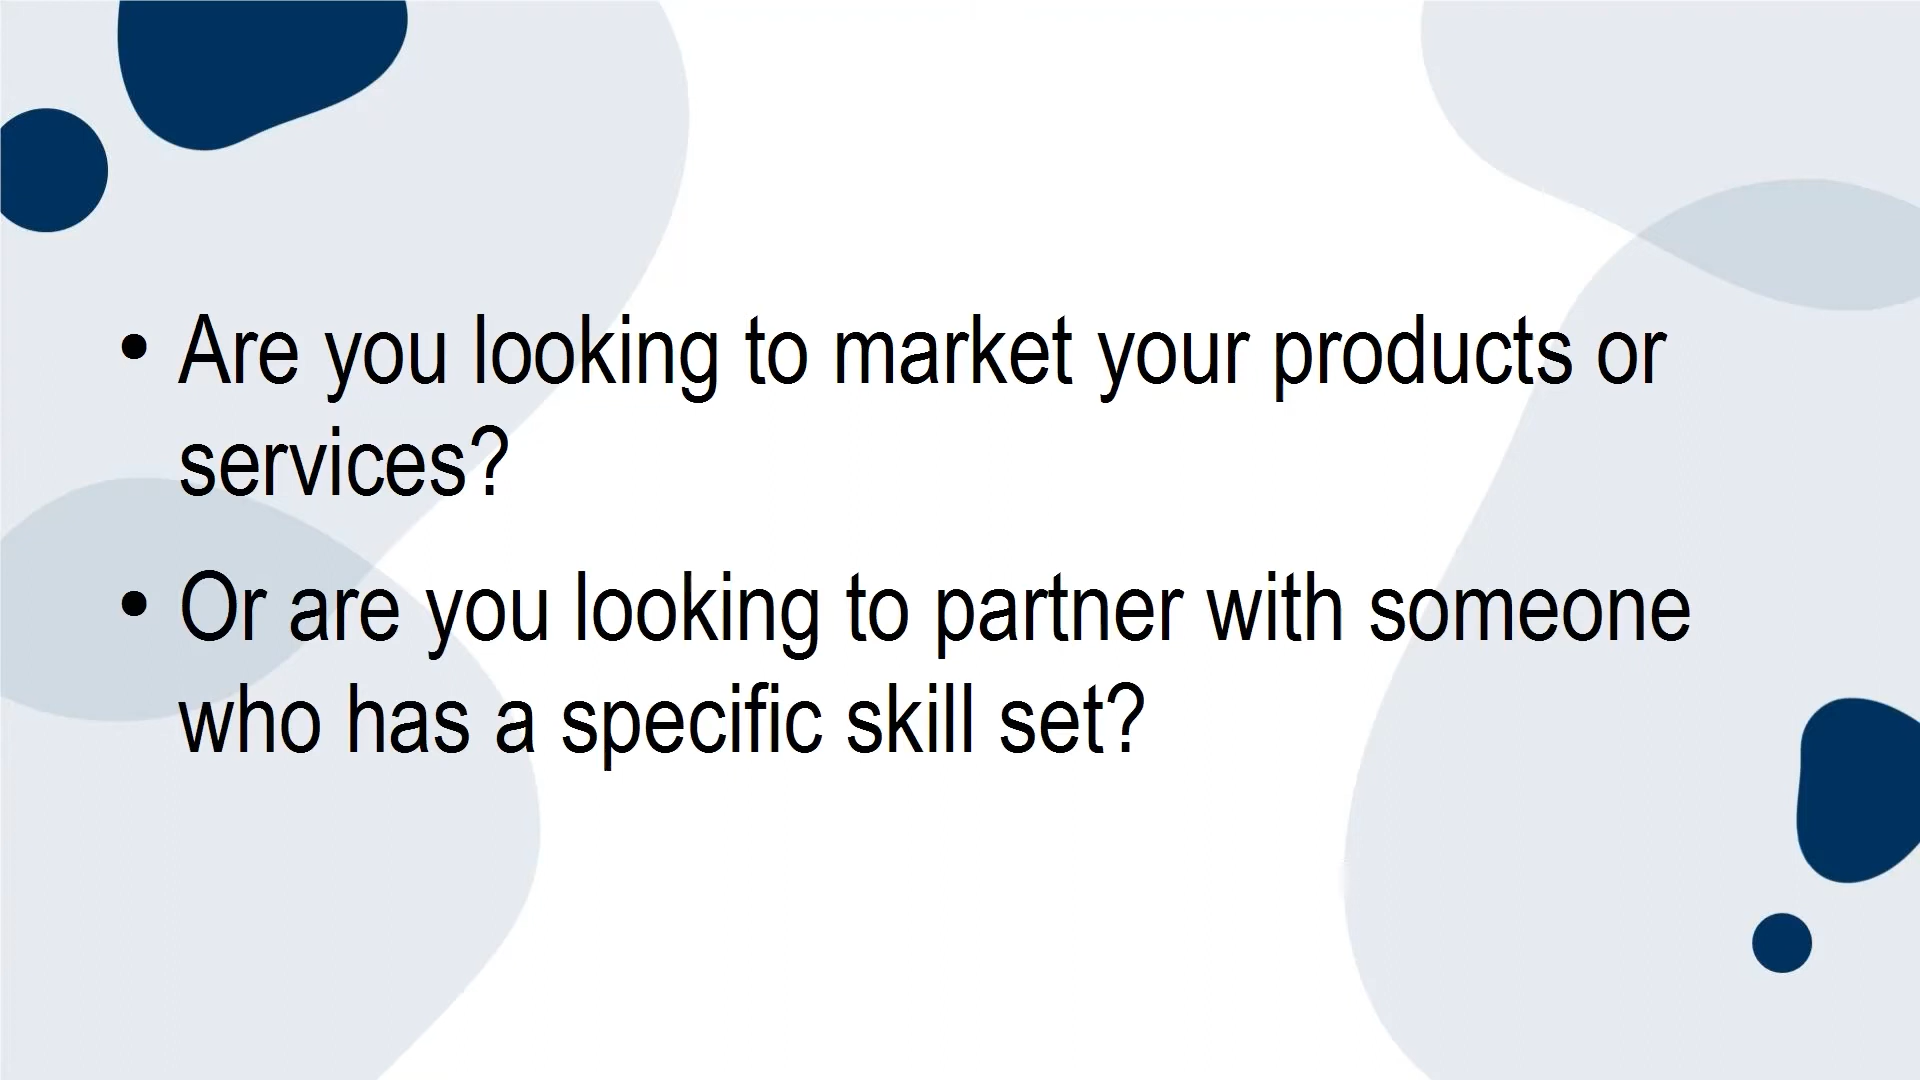 • Are you looking to market your products or
services?
• Or are you looking to partner with someone
who has a specific skill set?